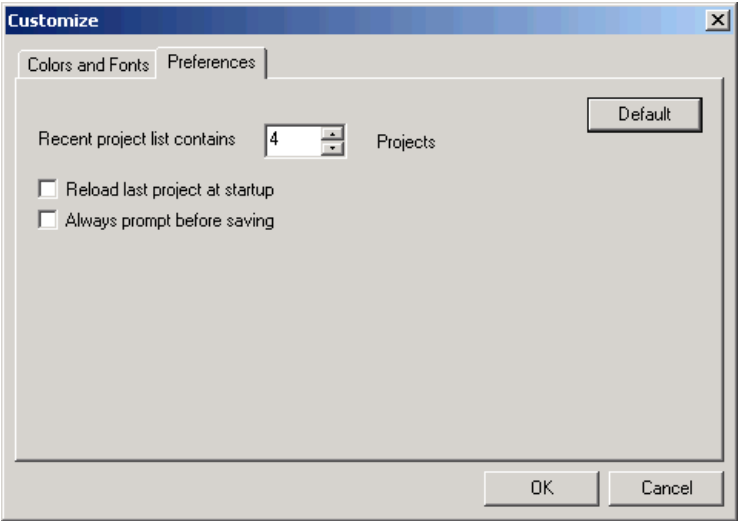 Customize
Colors and Fonts Preferences
Default
Recent project list contains 4 Projects
Reload last project at startup
Always prompt before saving
OK Cancel